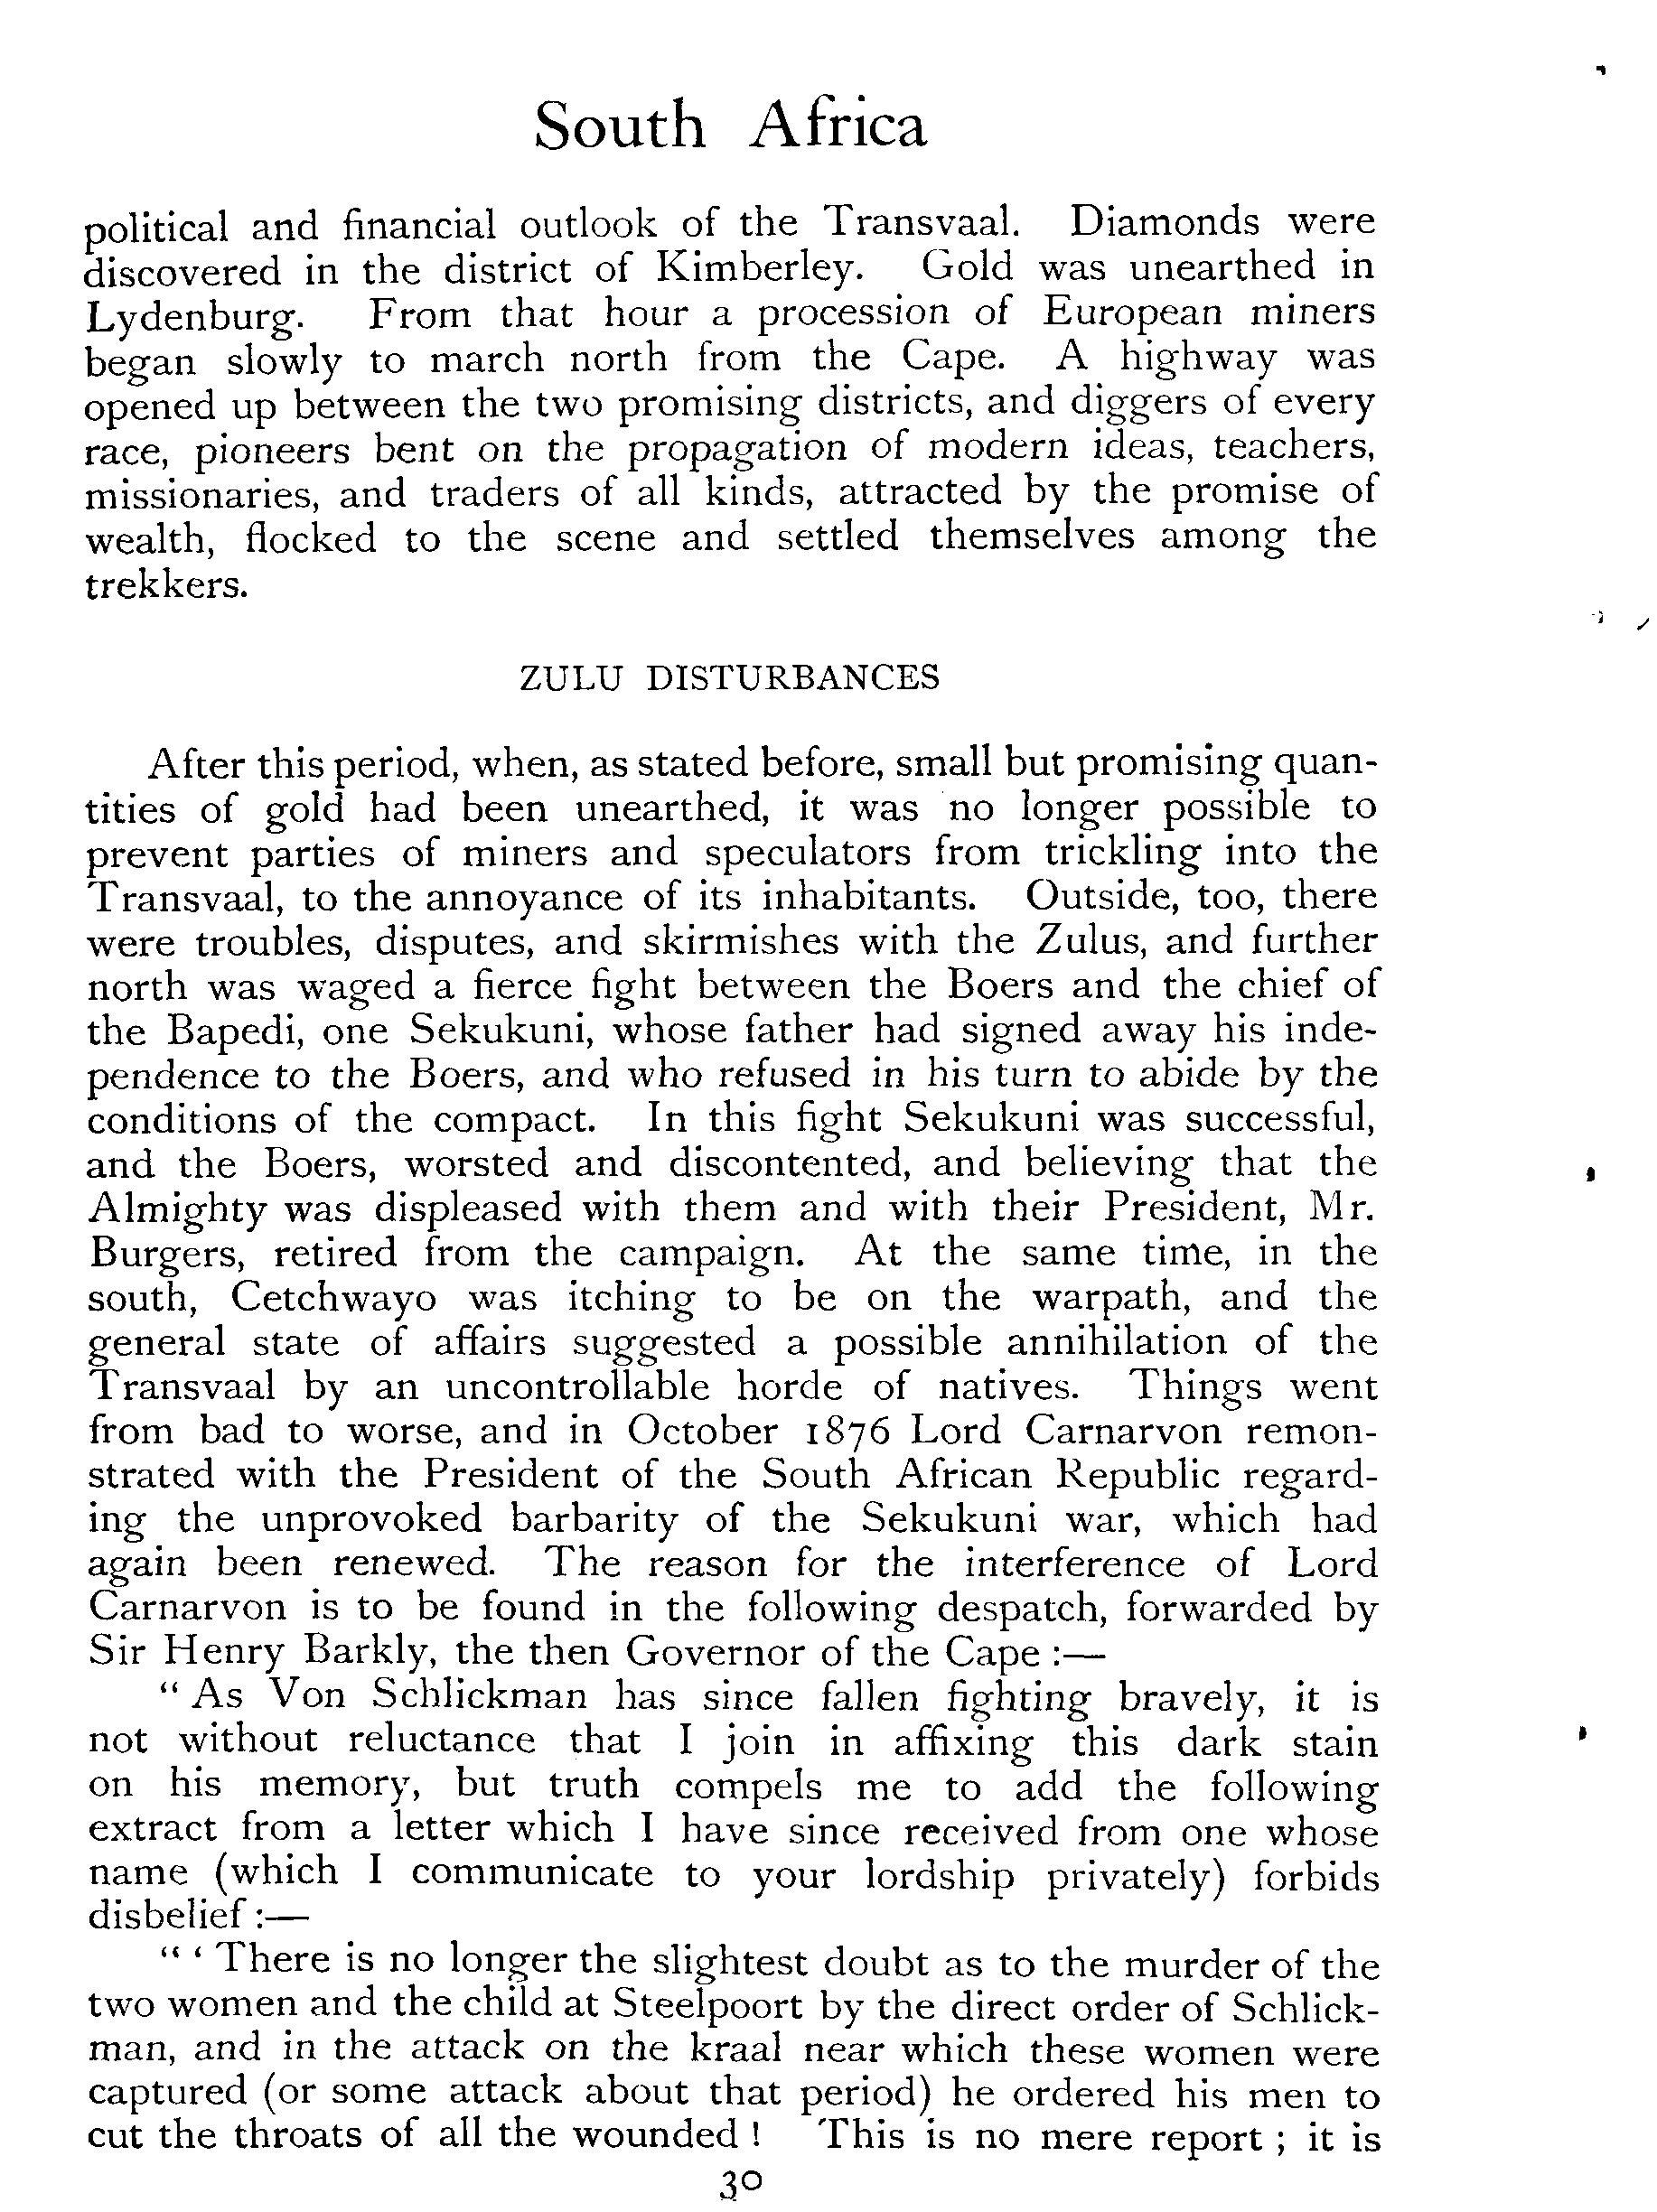 South Africa
political and financial outlook of the Transvaal. Diamonds were
discovered in the district of Kimberley. Gold was unearthed in
Lydenburg. From that hour a procession of European miners
began slowly to march north from the Cape. A highway was
opened up between the two promising districts, and diggers of every
race, pioneers bent on the propagation of modern ideas, teachers,
missionaries, and traders of all kinds, attracted by the promise of
wealth, flocked to the scene and settled themselves among the
trekkers.
ZULU DISTURBANCES
After this period, when, as stated before, small but promising quan-
tities of gold had been unearthed, it was no longer possible to
prevent parties of miners and speculators from trickling into the
Transvaal, to the annoyance of its inhabitants. Outside, too, there
were troubles, disputes, and skirmishes with the Zulus, and further
north was waged a fierce fight between the Boers and the chief of
the Bapedi, one Sekukuni, whose father had signed away his inde-
pendence to the Boers, and who refused in his turn to abide by the
conditions of the compact. In this fight Sekukuni was successful,
and the Boers, worsted and discontented, and believing that the
Almighty was displeased with them and with their President, Mr.
Burgers, retired from the campaign. At the same time, in the
south, Cetchwayo was itching to be on the warpath, and the
general state of affairs suggested a possible annihilation of the
Transvaal by an uncontrollable horde of natives. Things went
from bad to worse, and in October 1876 Lord Carnarvon remon-
strated with the President of the South African Republic regard-
ing the unprovoked barbarity of the Sekukuni war, which had
again been renewed. The reason for the interference of Lord
Carnarvon is to be found in the following despatch, forwarded by
Sir Henry Barkly, the then Governor of the Cape :—
“ As Von Schlickman has since fallen fighting bravely, it is
not without reluctance that I join in affixing this dark stain
on his memory, but truth compels me to add the following
extract from a letter which I have since received from one whose
name (which I communicate to your lordship privately) forbids
disbelief :—
“ ‘ There is no longer the slightest doubt as to the murder of the
two women and the child at Steelpoort by the direct order of Schlick-
man, and in the attack on the kraal near which these women were
captured (or some attack about that period) he ordered his men to
cut the throats of all the wounded ! This is no mere report ; it is
30